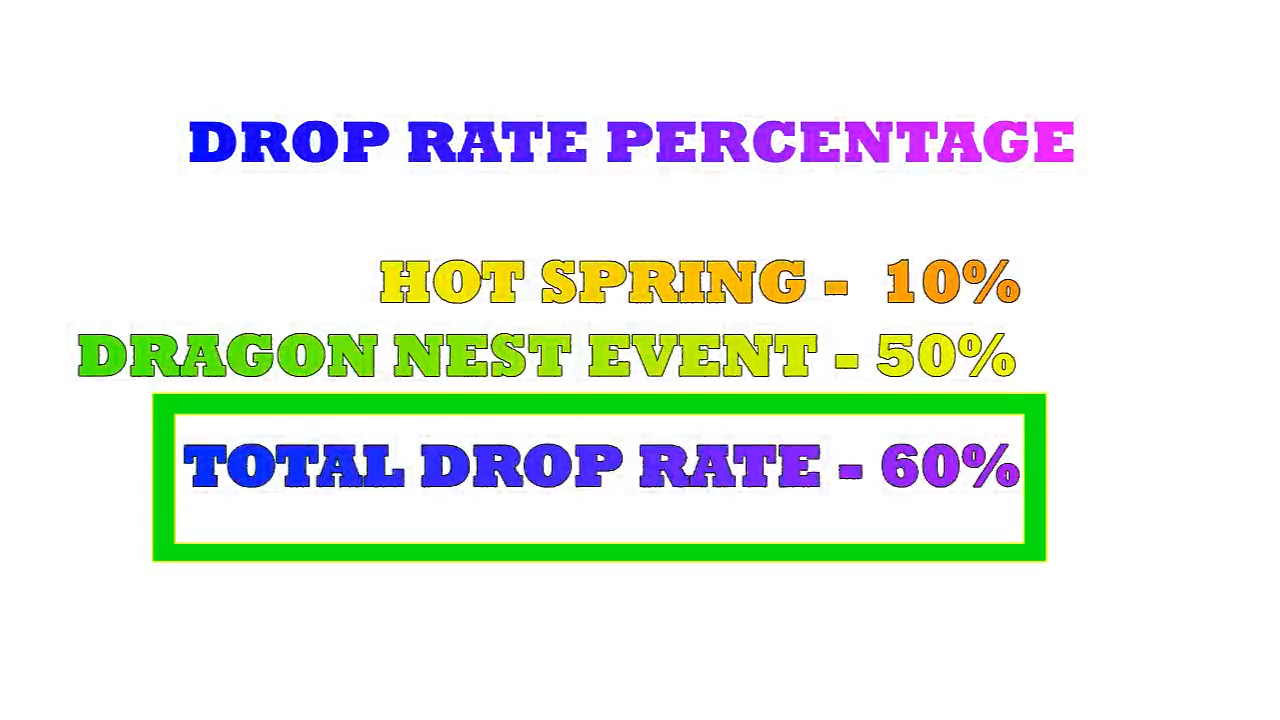 DROP RATE PERCENTAGE
HOT SPRING - 10%
DRAGON NEST EVENT - 50%
TOTAL DROP RATE - 60%